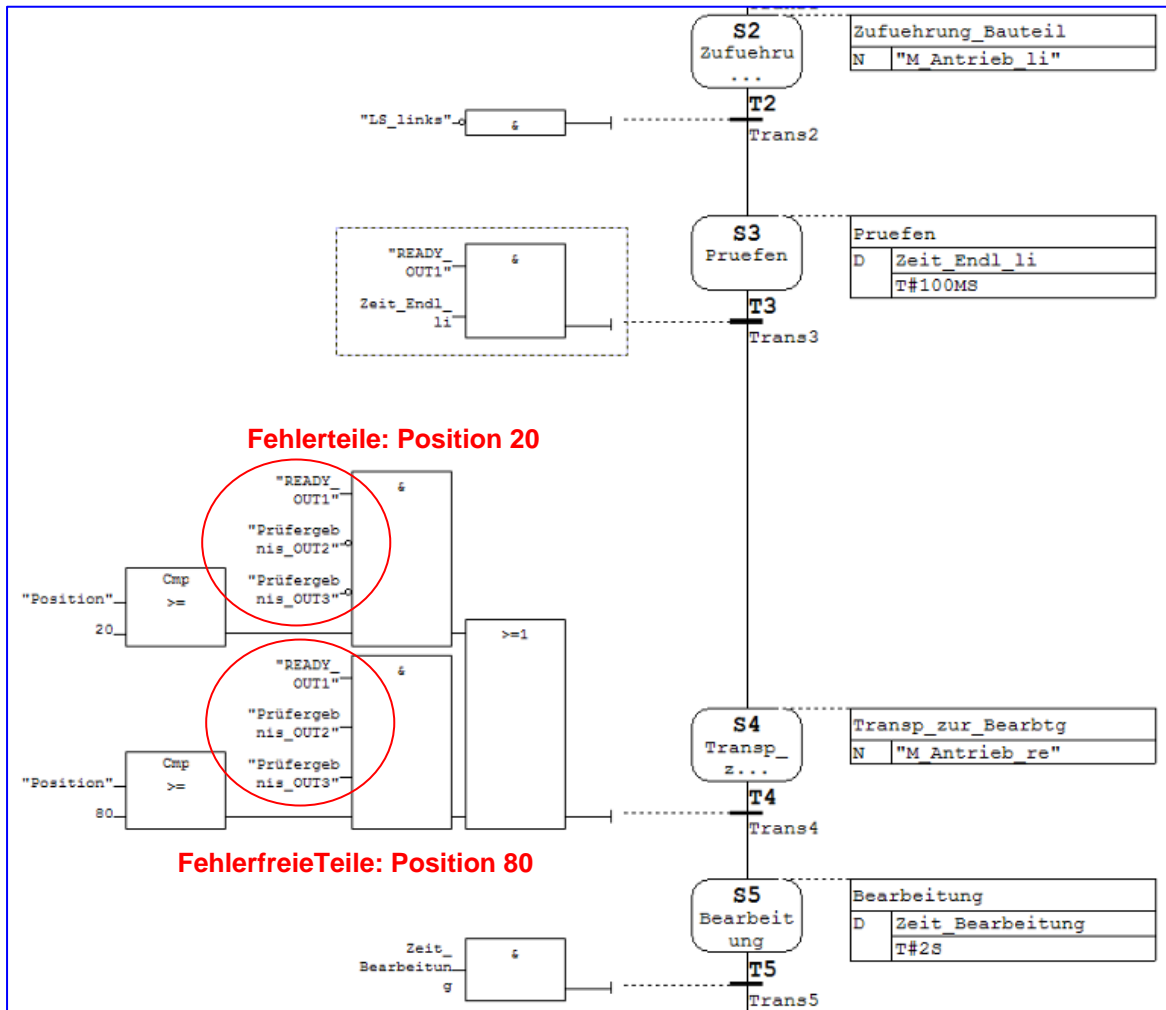 S2
Zufuehru
...
Zufuehrung_Bauteil
N "M_Antrieb_li"
T2
"LS_links"
&
Trans2
S3
Pruefen
Pruefen
D Zeit_Endl_li
T#100MS
"READY_
OUT1"
&
Zeit_Endl_
li
T3
Trans3
Fehlerteile: Position 20
"READY_
OUT1"
&
"Prüfergeb
nis_OUT2"
"Prüfergeb
nis_OUT3"
Cmp
>=
"Position"
20
>=1
"READY_
OUT1"
&
"Prüfergeb
nis_OUT2"
"Prüfergeb
nis_OUT3"
Cmp
>=
"Position"
80
S4
Transp_
z...
Transp_zur_Bearbtg
N "M_Antrieb_re"
T4
Trans4
FehlerfreieTeile: Position 80
S5
Bearbeit
ung
Bearbeitung
D Zeit_Bearbeitung
T#2S
Zeit_
Bearbeitun
g
&
T5
Trans5